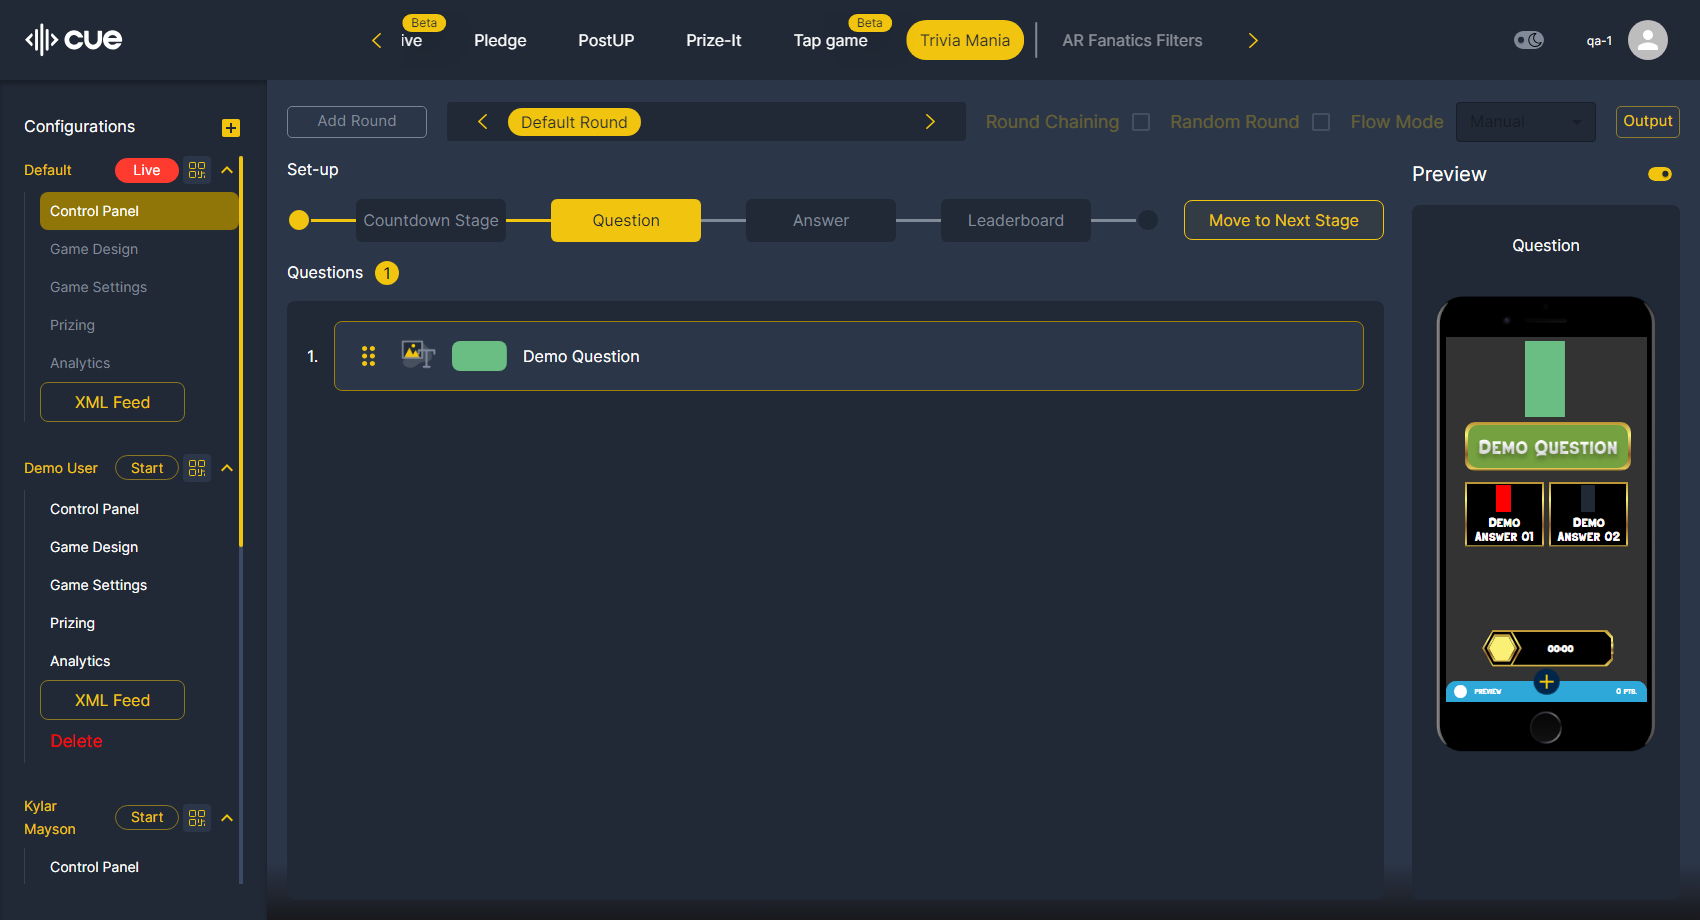 cue
Beta
ive
Pledge
PostUP
Prize-It
Tap game
Beta
Trivia Mania
AR Fanatics Filters
qa-1
Configurations
Default
Live
Control Panel
Game Design
Game Settings
Prizing
Analytics
XML Feed
Demo User
Start
Control Panel
Game Design
Game Settings
Prizing
Analytics
XML Feed
Delete
Kylar
Mayson
Start
Control Panel
Add Round
Default Round
Round Chaining
Random Round
Flow Mode
Manual
Output
Set-up
Countdown Stage
Question
Answer
Leaderboard
Move to Next Stage
Questions 1
1.
Demo Question
Preview
Question
Demo Question
Demo
Answer 01
Demo
Answer 02
00:00
PREVIEW
0 PTS.